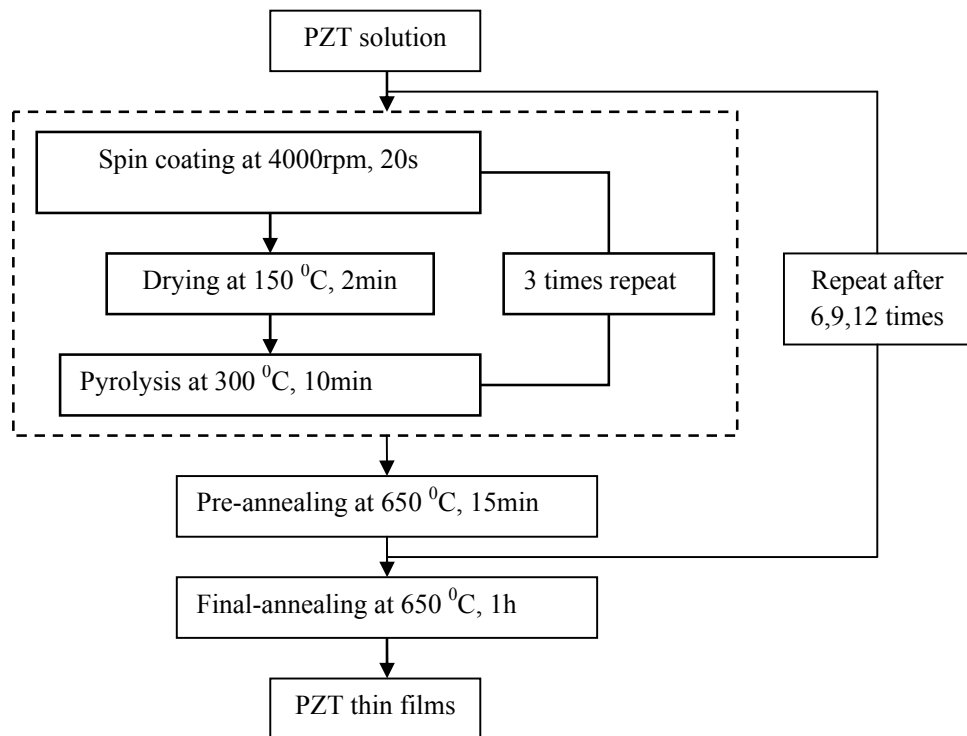 PZT solution
Spin coating at 4000rpm, 20s
Drying at 150 ⁰C, 2min
3 times repeat
Repeat after
6,9,12 times
Pyrolysis at 300 ⁰C, 10min
Pre-annealing at 650 ⁰C, 15min
Final-annealing at 650 ⁰C, 1h
PZT thin films